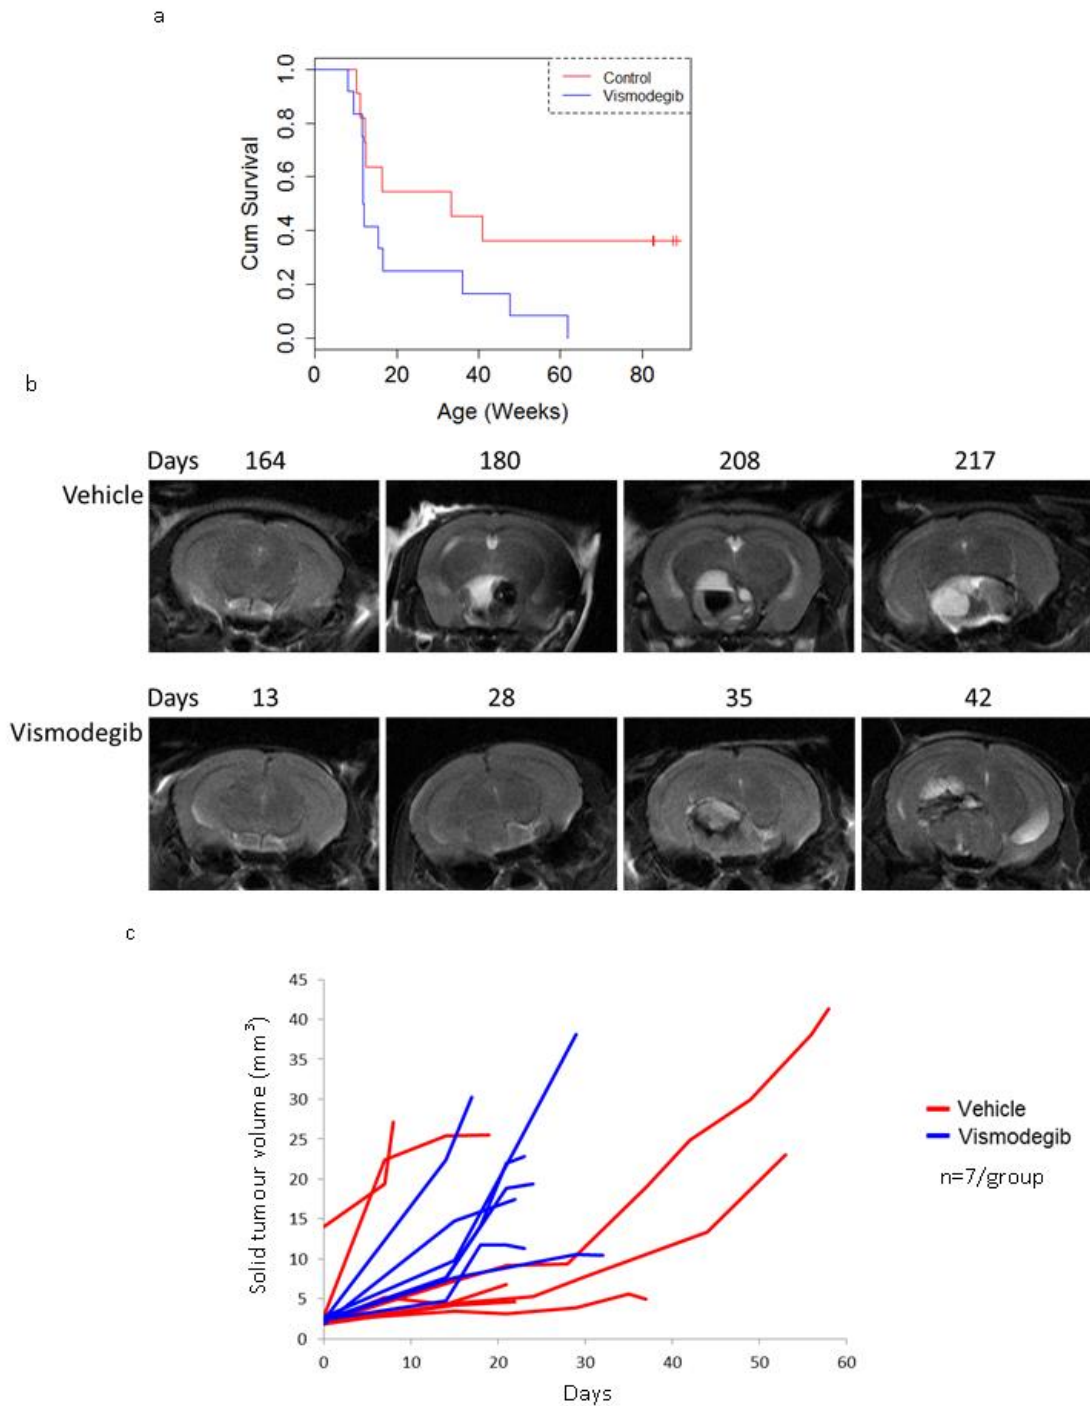 a
1.0
0.8
0.6
0.4
0.2
0.0
Cum Survival
Control
Vismodegib
0 20 40 60 80
Age (Weeks)
b
Days 164 180 208 217
Vehicle
Days 13 28 35 42
Vismodegib
c
45
40
35
30
25
20
15
10
5
0
Solid tumour volume (mm³)
Vehicle
Vismodegib
n=7/group
0 10 20 30 40 50 60
Days